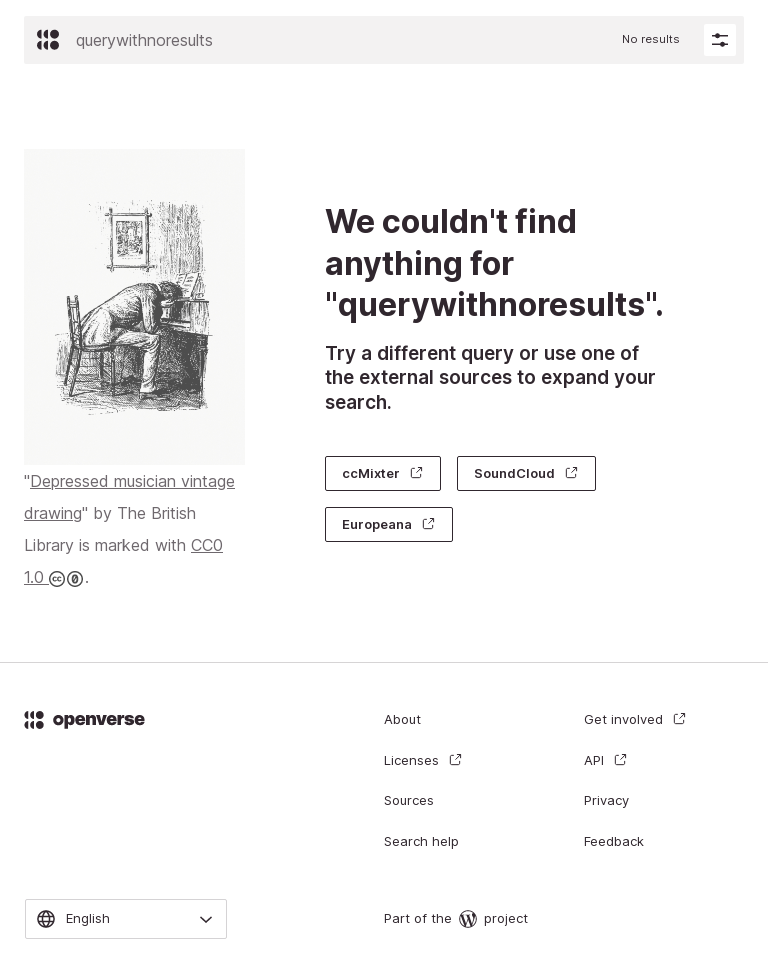 querywithnoresults
No results
We couldn't find
anything for
"querywithnoresults".
Try a different query or use one of
the external sources to expand your
search.
ccMixter
SoundCloud
Europeana
"Depressed musician vintage
drawing" by The British
Library is marked with CC0
1.0 .
openverse
About
Get involved
Licenses
API
Sources
Privacy
Search help
Feedback
English
Part of the project